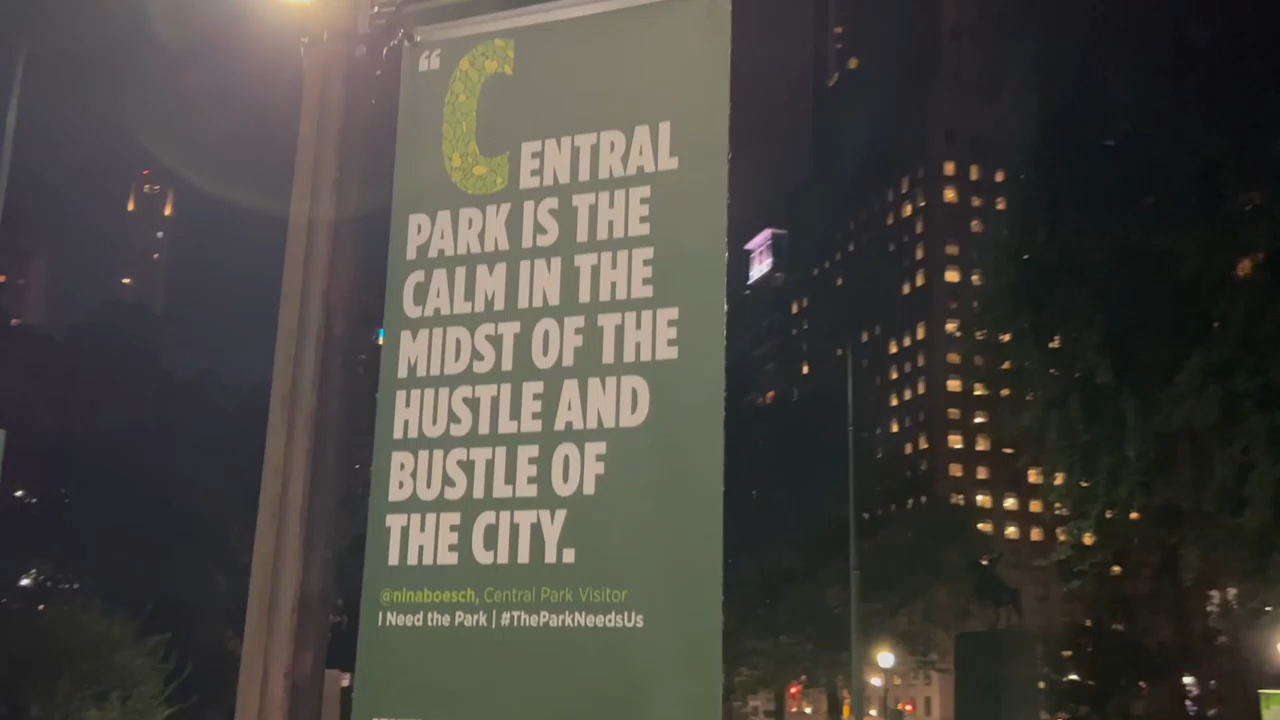 “CENTRAL
PARK IS THE
CALM IN THE
MIDST OF THE
HUSTLE AND
BUSTLE OF
THE CITY.
@ninaboesch, Central Park Visitor
I Need the Park | #TheParkNeedsUs